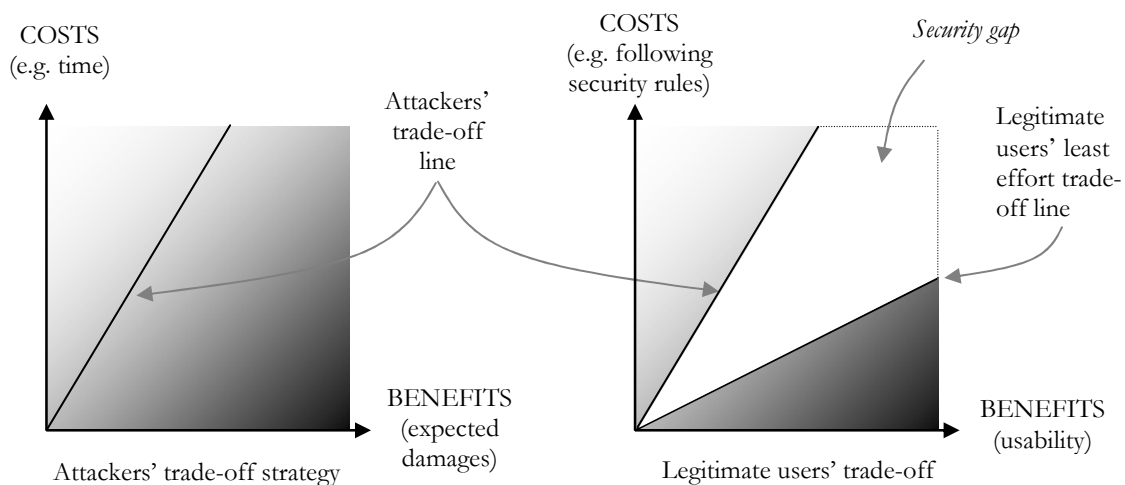 COSTS
(e.g. time)
Attackers’
trade-off
line
BENEFITS
(expected
damages)
Attackers’ trade-off strategy
COSTS
(e.g. following
security rules)
Security gap
Legitimate
users’ least
effort trade-
off line
BENEFITS
(usability)
Legitimate users’ trade-off